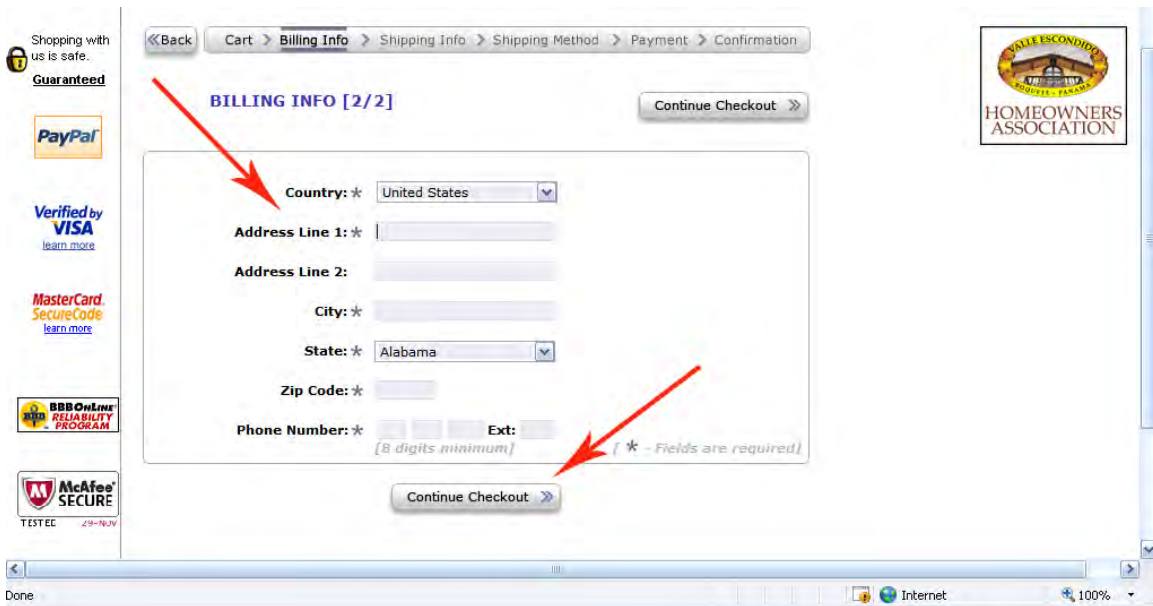 Shopping with
us is safe.
Guaranteed
PayPal
Verified by
VISA
learn more
MasterCard.
SecureCode
learn more
BBBOnLine
BBB RELIABILITY
PROGRAM
McAfee
SECURE
TESTED 29-NOV
Back Cart > Billing Info > Shipping Info > Shipping Method > Payment > Confirmation
BILLING INFO [2/2]
Continue Checkout
Country: * United States
Address Line 1: *
Address Line 2:
City: *
State: * Alabama
Zip Code: *
Phone Number: * Ext:
[8 digits minimum] [ * - Fields are required]
Continue Checkout
VALLE ESCONDIDO
BOQUETE - PANAMA
HOMEOWNERS
ASSOCIATION
Done Internet 100%